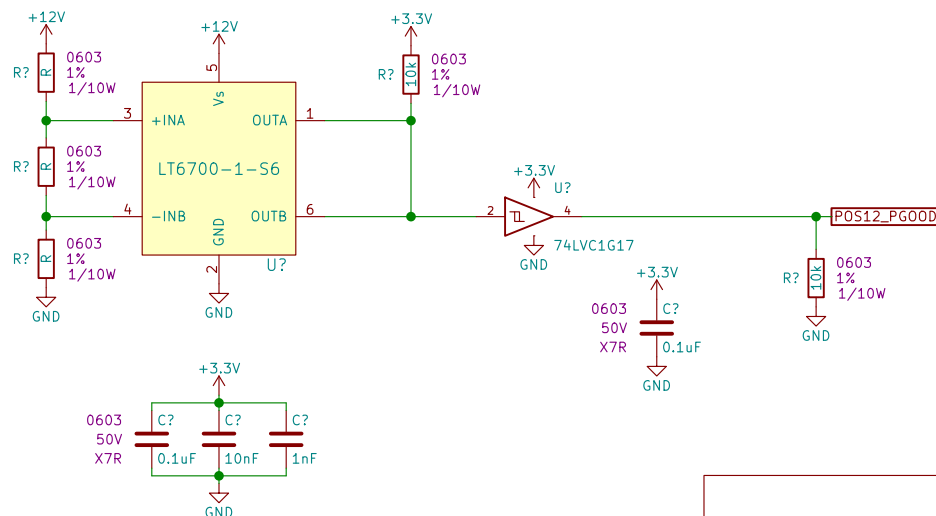 +12V
R?
R
0603
1%
1/10W
R?
R
0603
1%
1/10W
R?
R
0603
1%
1/10W
GND
+12V
5
Vs
3
+INA
OUTA
1
LT6700-1-S6
4
-INB
OUTB
6
GND
2
U?
GND
+3.3V
R?
10k
0603
1%
1/10W
+3.3V
U?
2
4
74LVC1G17
GND
POS12_PGOOD
R?
10k
0603
1%
1/10W
GND
+3.3V
0603
50V
X7R
C?
0.1uF
GND
+3.3V
0603
50V
X7R
C?
0.1uF
C?
10nF
C?
1nF
GND